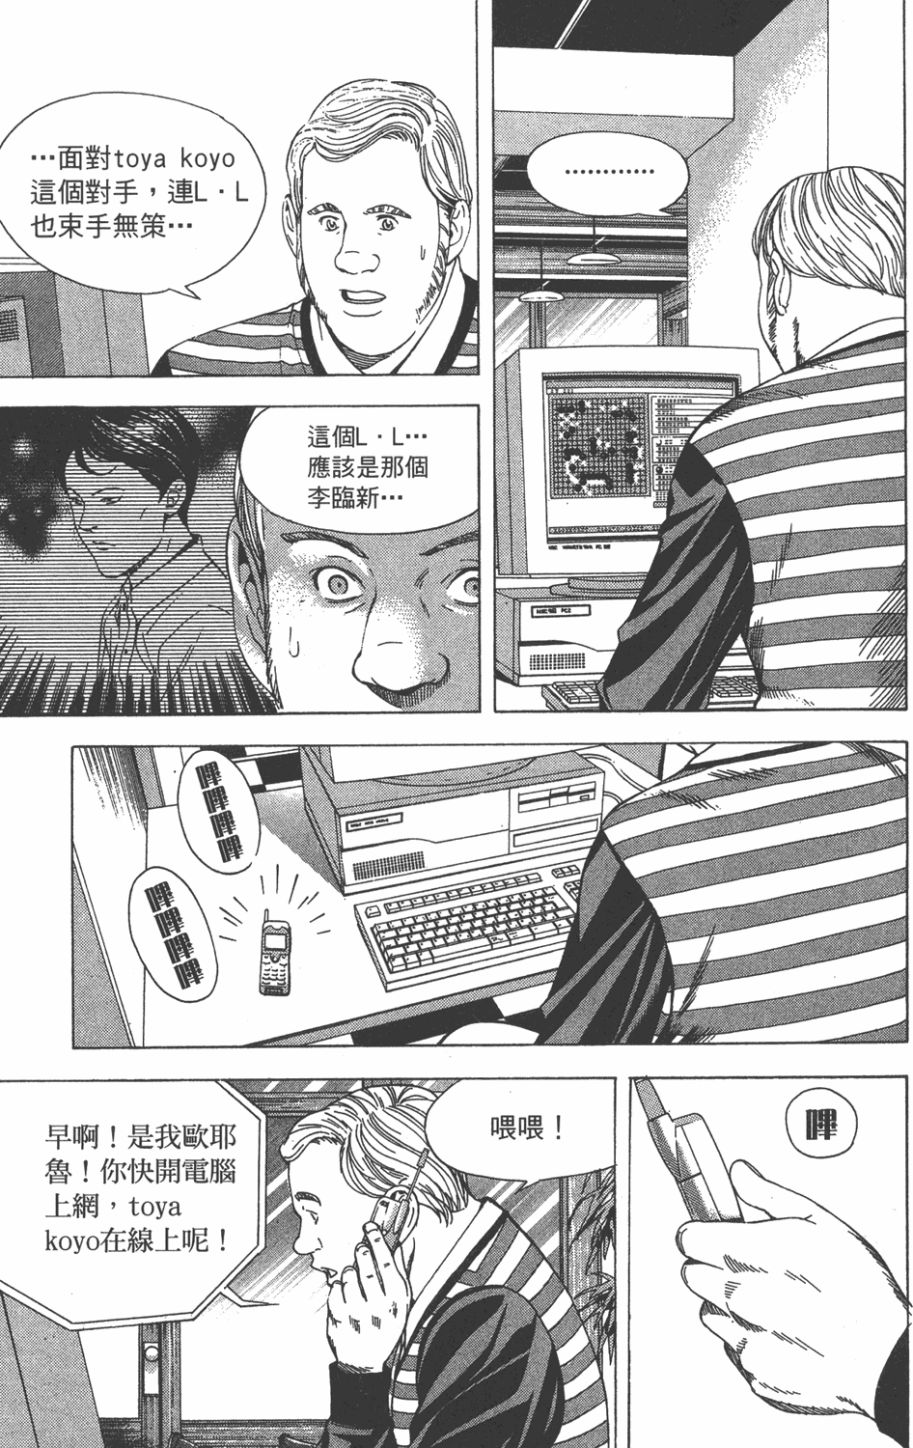 …………
…面對toya koyo
這個對手，連L．L
也束手無策…
這個L．L…
應該是那個
李臨新…
嗶嗶嗶嗶
嗶嗶嗶嗶
嗶
喂喂！
早啊！是我歐耶
魯！你快開電腦
上網，toya
koyo在線上呢！